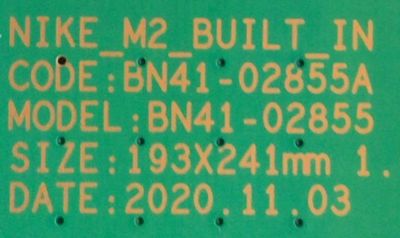 NIKE_M2_BUILT_IN
CODE:BN41-02855A
MODEL:BN41-02855
SIZE:193X241mm 1.
DATE:2020.11.03